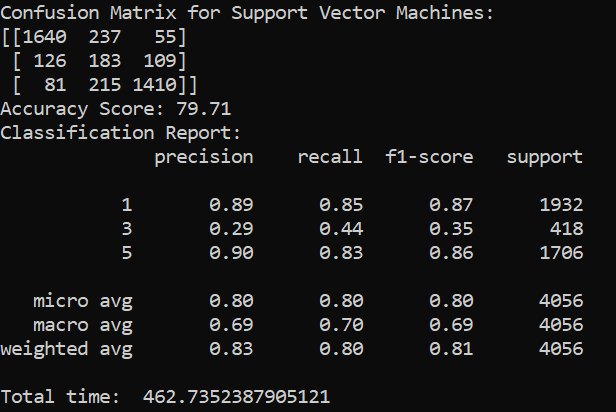 Confusion Matrix for Support Vector Machines:
[[1640  237   55]
 [ 126  183  109]
 [  81  215 1410]]
Accuracy Score: 79.71
Classification Report:
              precision    recall  f1-score   support

           1       0.89      0.85      0.87      1932
           3       0.29      0.44      0.35       418
           5       0.90      0.83      0.86      1706

   micro avg       0.80      0.80      0.80      4056
   macro avg       0.69      0.70      0.69      4056
weighted avg       0.83      0.80      0.81      4056

Total time:  462.7352387905121